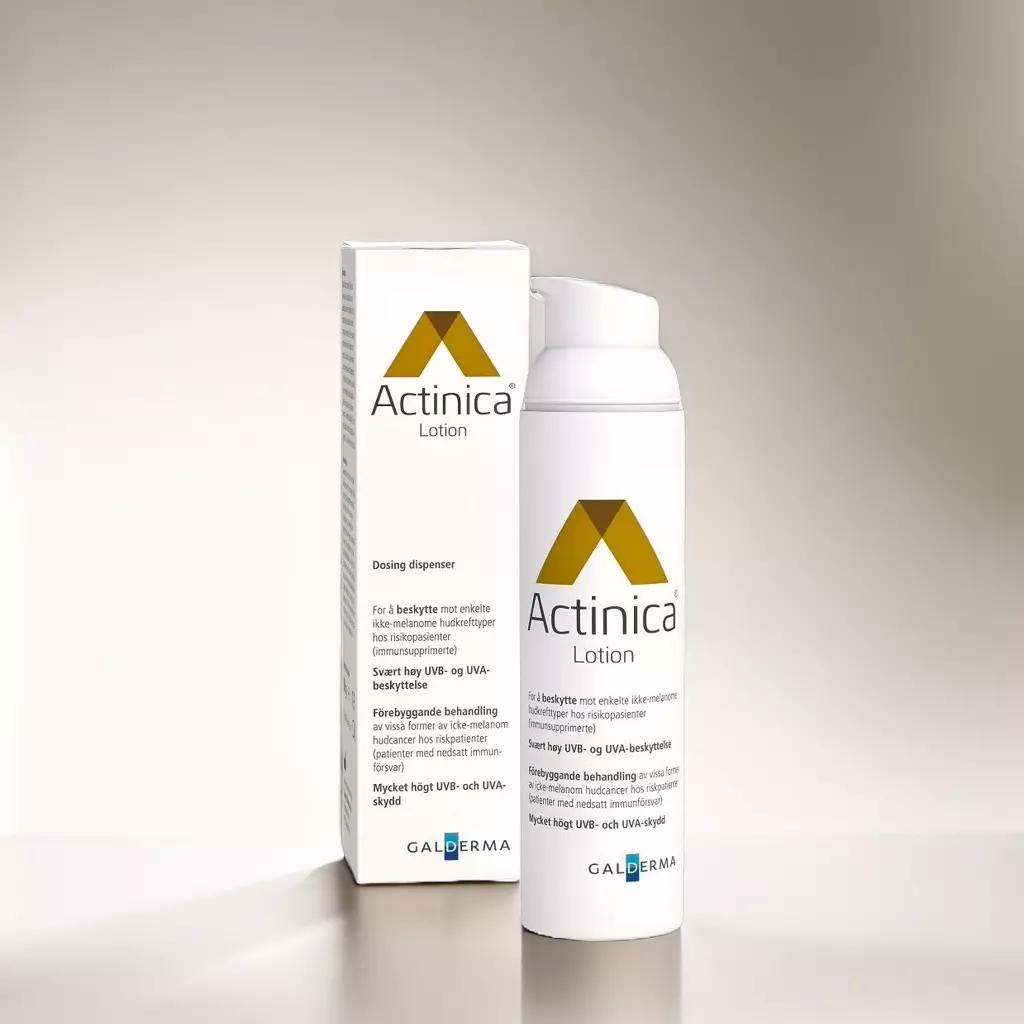 Actinica®
Lotion
Dosing dispenser
For å beskytte mot enkelte
ikke-melanome hudkrefttyper
hos risikopasienter
(immunsupprimerte)
Svært høy UVB- og UVA-
beskyttelse
Förebyggande behandling
av vissa former av icke-melanom
hudcancer hos riskpatienter
(patienter med nedsatt immun-
försvar)
Mycket högt UVB- och UVA-
skydd
GALDERMA
Actinica®
Lotion
For å beskytte mot enkelte ikke-melanome
hudkrefttyper hos risikopasienter
(immunsupprimerte)
Svært høy UVB- og UVA-beskyttelse
Förebyggande behandling av vissa former
av icke-melanom hudcancer hos riskpatienter
(patienter med nedsatt immunförsvar)
Mycket högt UVB- och UVA-skydd
GALDERMA